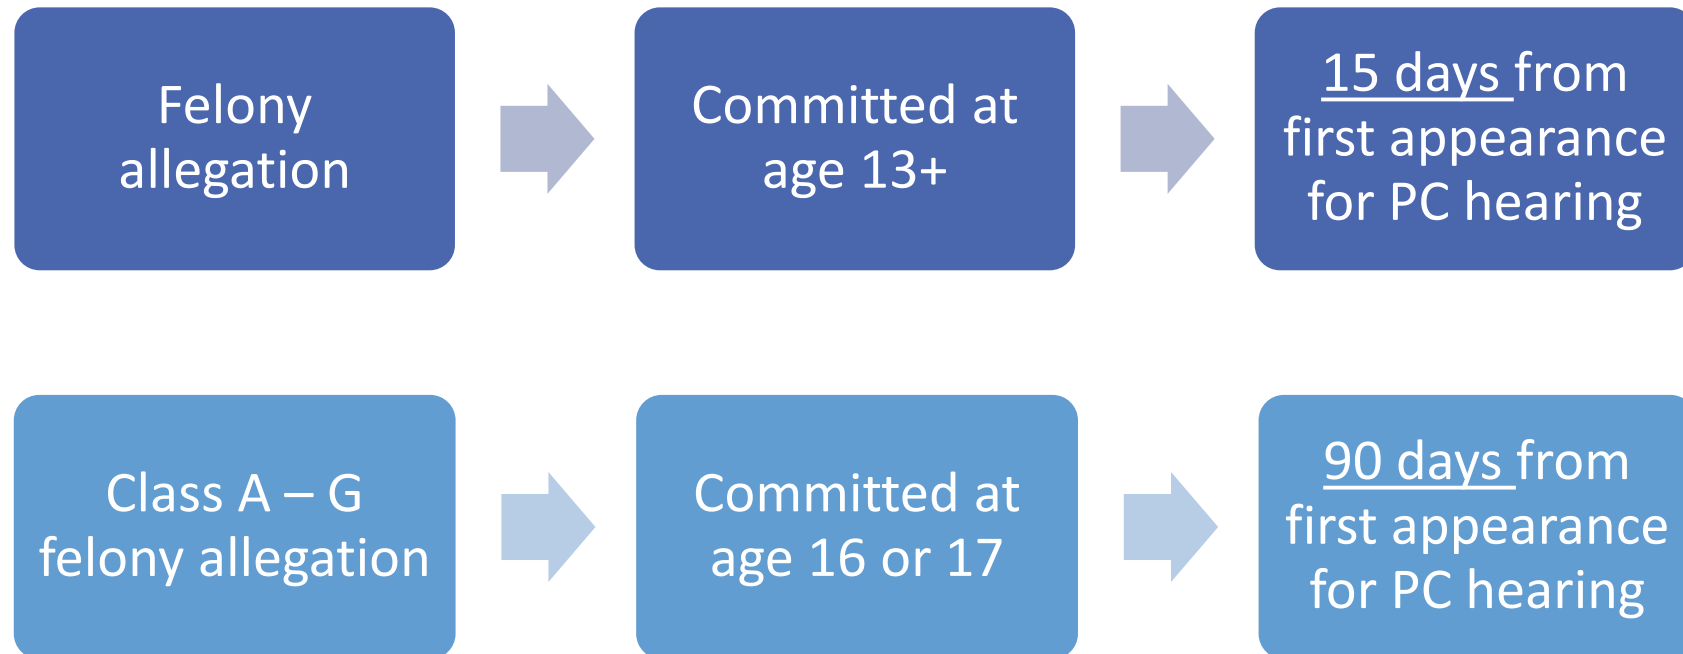 Felony
allegation
Committed at
age 13+
15 days from
first appearance
for PC hearing
Class A – G
felony allegation
Committed at
age 16 or 17
90 days from
first appearance
for PC hearing